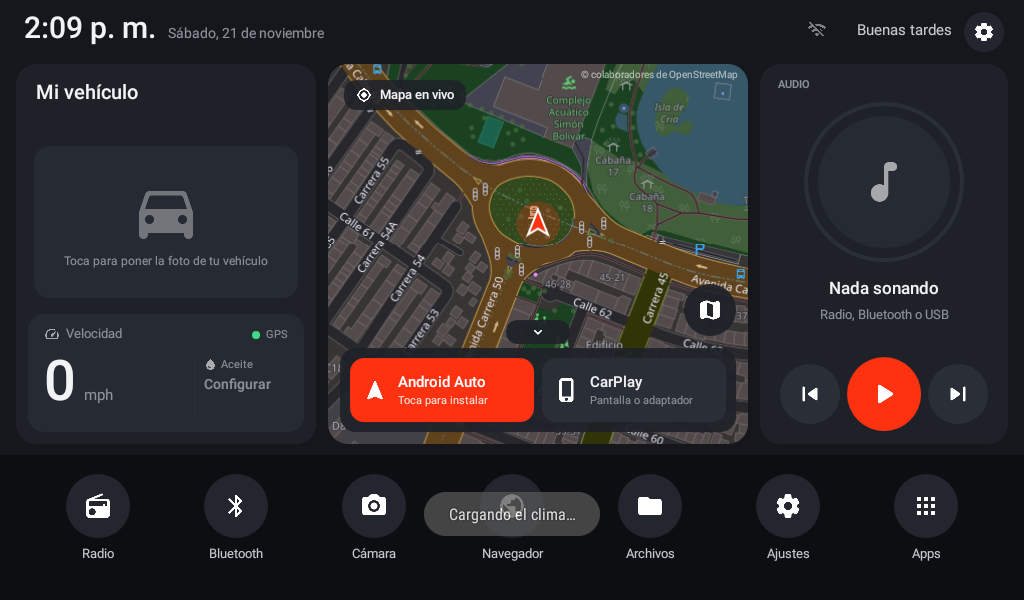 2:09 p. m.
Sábado, 21 de noviembre
Buenas tardes
Mi vehículo
Toca para poner la foto de tu vehículo
Velocidad
GPS
0 mph
Aceite
Configurar
© colaboradores de OpenStreetMap
Mapa en vivo
Complejo
Acuático
Simón
Bolívar
Isla de
Cria
Cabaña
17
Cabaña
18
Carrera 55
Calle 61
Carrera 54A
Carrera 54
Carrera 53
Carrera 50
P
Avenida Ca
45-21
46-28
Calle 62
Carrera 45
Edificio
Calle 60
Android Auto
Toca para instalar
CarPlay
Pantalla o adaptador
AUDIO
Nada sonando
Radio, Bluetooth o USB
Radio
Bluetooth
Cámara
Cargando el clima...
Navegador
Archivos
Ajustes
Apps